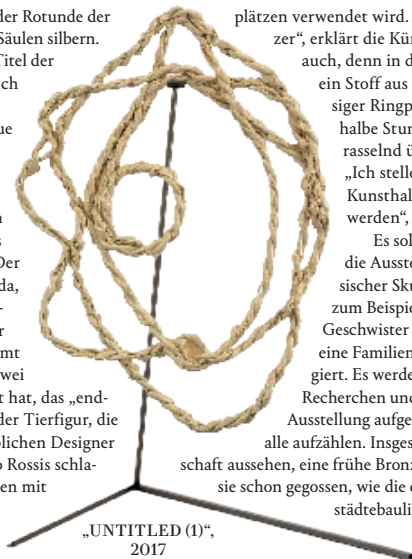 der Rotunde der
Säulen silbern.
Titel der
ich
ue
n
s
Der
da,
-
r
mt
wei
t hat, das „end-
der Tierfigur, die
blichen Designer
o Rossis schla-
en mit
plätzen verwendet wird.
zer“, erklärt die Kün
auch, denn in d
ein Stoff aus
siger Ringp
halbe Stun
rasselnd ü
„Ich stelle
Kunsthal
werden“,
Es sol
die Ausste
sischer Sku
zum Beispie
Geschwister
eine Familien
giert. Es werde
Recherchen und
Ausstellung aufge
alle aufzählen. Insges
schaft aussehen, eine frühe Bronz
sie schon gegossen, wie die
städtebauli
„UNTITLED (1)“,
2017